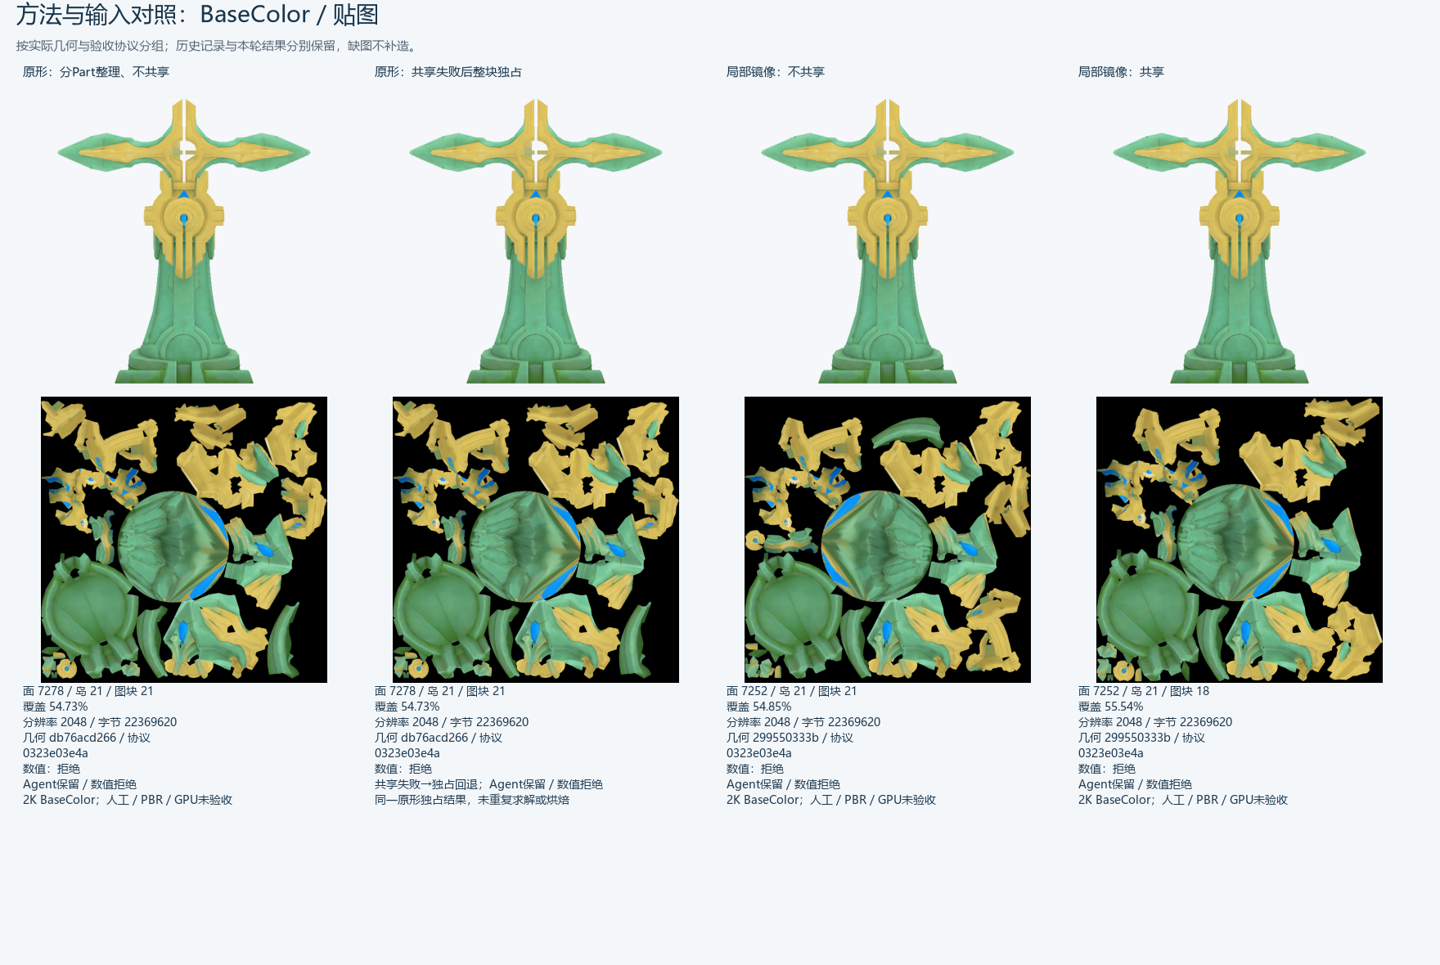 方法与输入对照：BaseColor / 贴图
按实际几何与验收协议分组；历史记录与本轮结果分别保留，缺图不补造。
原形：分Part整理、不共享
原形：共享失败后整块独占
局部镜像：不共享
局部镜像：共享
面 7278 / 岛 21 / 图块 21
覆盖 54.73%
分辨率 2048 / 字节 22369620
几何 db76acd266 / 协议
0323e03e4a
数值：拒绝
Agent保留 / 数值拒绝
2K BaseColor；人工 / PBR / GPU未验收
面 7278 / 岛 21 / 图块 21
覆盖 54.73%
分辨率 2048 / 字节 22369620
几何 db76acd266 / 协议
0323e03e4a
数值：拒绝
共享失败→独占回退；Agent保留 / 数值拒绝
同一原形独占结果，未重复求解或烘焙
面 7252 / 岛 21 / 图块 21
覆盖 54.85%
分辨率 2048 / 字节 22369620
几何 299550333b / 协议
0323e03e4a
数值：拒绝
Agent保留 / 数值拒绝
2K BaseColor；人工 / PBR / GPU未验收
面 7252 / 岛 21 / 图块 18
覆盖 55.54%
分辨率 2048 / 字节 22369620
几何 299550333b / 协议
0323e03e4a
数值：拒绝
Agent保留 / 数值拒绝
2K BaseColor；人工 / PBR / GPU未验收